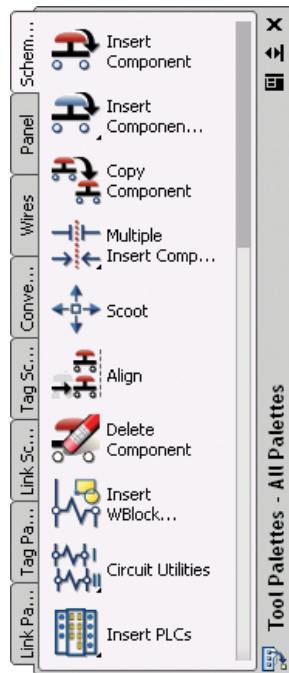 Schem...
Panel
Wires
Conve...
Tag Sc...
Link Sc...
Tag Pa...
Link Pa...
Insert
Component
Insert
Componen...
Copy
Component
Multiple
Insert Comp...
Scoot
Align
Delete
Component
Insert
WBlock...
Circuit Utilities
Insert PLCs
Tool Palettes - All Palettes